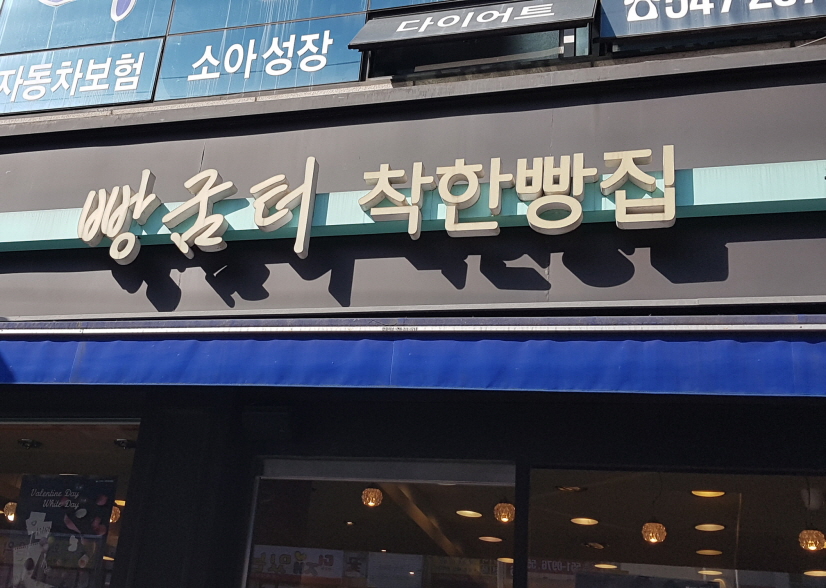 다이어트
자동차보험 소아성장
빵굼터 착한빵집
Valentine Day
White Day